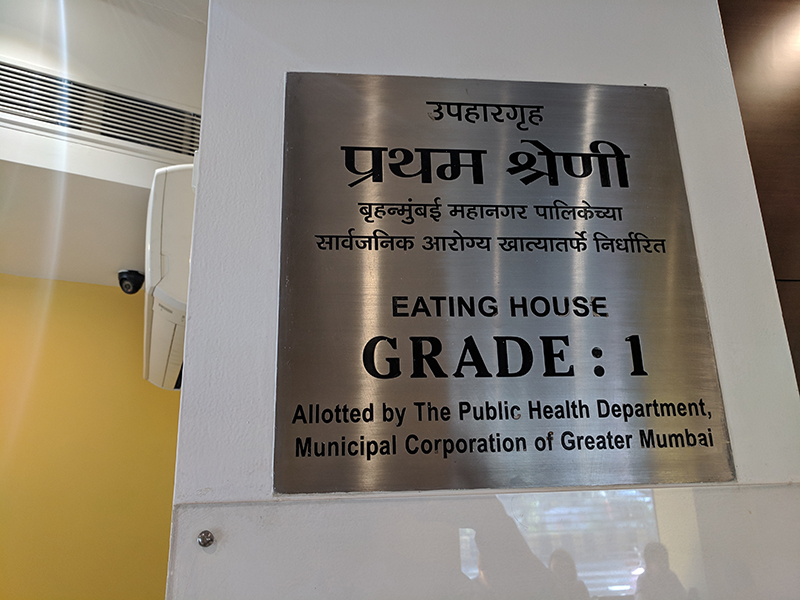 उपहारगृह
प्रथम श्रेणी
बृहन्मुंबई महानगर पालिकेच्या
सार्वजनिक आरोग्य खात्यातर्फे निर्धारित
EATING HOUSE
GRADE : 1
Allotted by The Public Health Department,
Municipal Corporation of Greater Mumbai